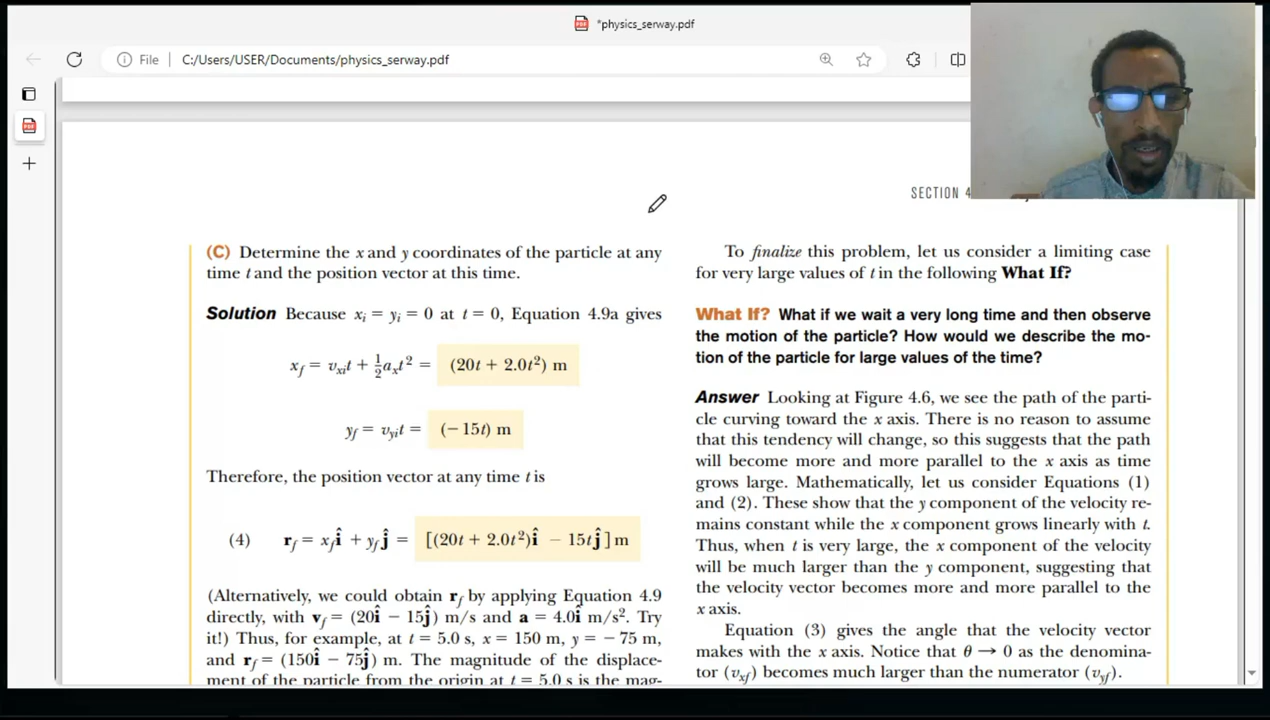 *physics_serway.pdf
File C:/Users/USER/Documents/physics_serway.pdf
SECTION 4
(C) Determine the x and y coordinates of the particle at any
time t and the position vector at this time.
Solution Because xᵢ = yᵢ = 0 at t = 0, Equation 4.9a gives
x_f = v_xi t + ½a_x t² = (20t + 2.0t²) m
y_f = v_yi t = (− 15t) m
Therefore, the position vector at any time t is
(4) r_f = x_f î + y_f ĵ = [(20t + 2.0t²)î − 15tĵ] m
(Alternatively, we could obtain r_f by applying Equation 4.9
directly, with v_f = (20î − 15ĵ) m/s and a = 4.0î m/s². Try
it!) Thus, for example, at t = 5.0 s, x = 150 m, y = − 75 m,
and r_f = (150î − 75ĵ) m. The magnitude of the displace-
ment of the particle from the origin at t = 5.0 s is the mag-
To finalize this problem, let us consider a limiting case
for very large values of t in the following What If?
What If? What if we wait a very long time and then observe
the motion of the particle? How would we describe the mo-
tion of the particle for large values of the time?
Answer Looking at Figure 4.6, we see the path of the parti-
cle curving toward the x axis. There is no reason to assume
that this tendency will change, so this suggests that the path
will become more and more parallel to the x axis as time
grows large. Mathematically, let us consider Equations (1)
and (2). These show that the y component of the velocity re-
mains constant while the x component grows linearly with t.
Thus, when t is very large, the x component of the velocity
will be much larger than the y component, suggesting that
the velocity vector becomes more and more parallel to the
x axis.
Equation (3) gives the angle that the velocity vector
makes with the x axis. Notice that θ → 0 as the denomina-
tor (v_xf) becomes much larger than the numerator (v_yf).